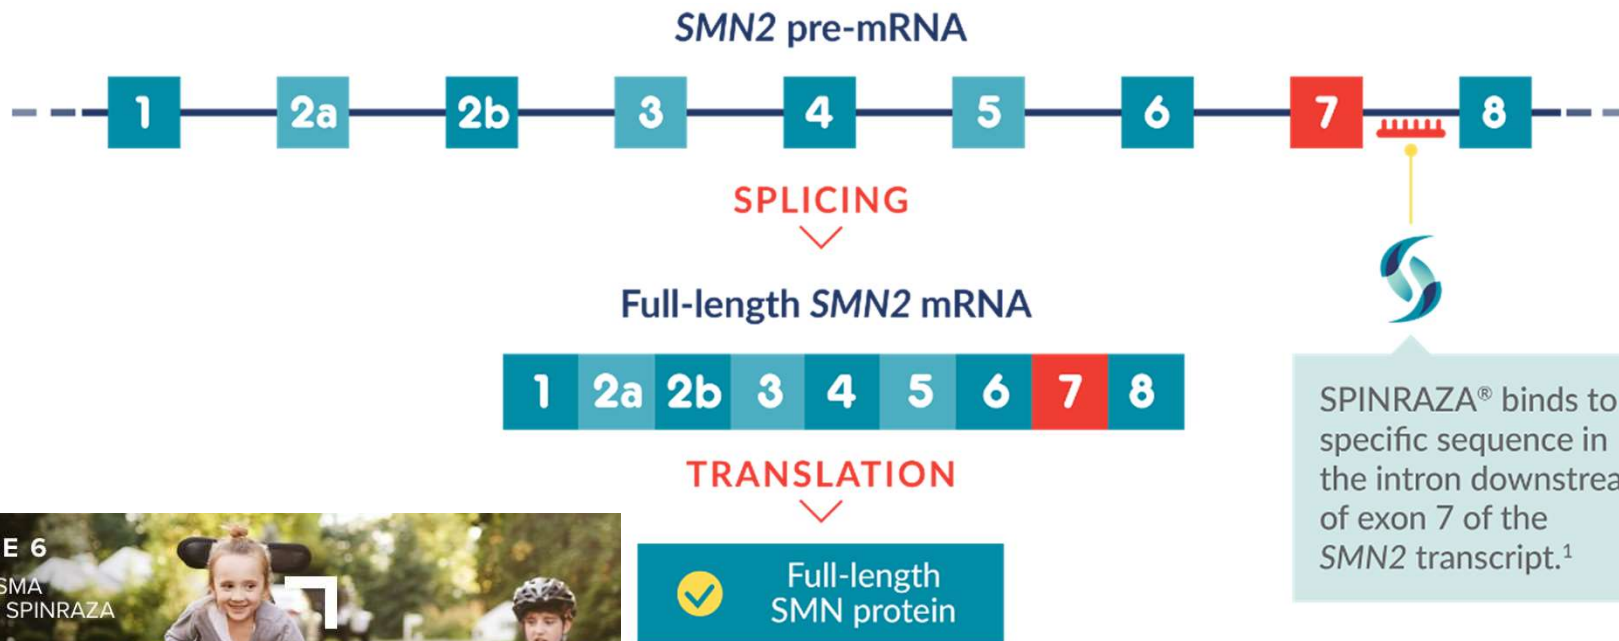 SMN2 pre-mRNA
1 2a 2b 3 4 5 6 7 8
SPLICING
Full-length SMN2 mRNA
1 2a 2b 3 4 5 6 7 8
SPINRAZA® binds to
specific sequence in
the intron
of exon 7 of the
SMN2 transcript.¹
TRANSLATION
Full-length
SMN protein
E 6
SMA
SPINRAZA